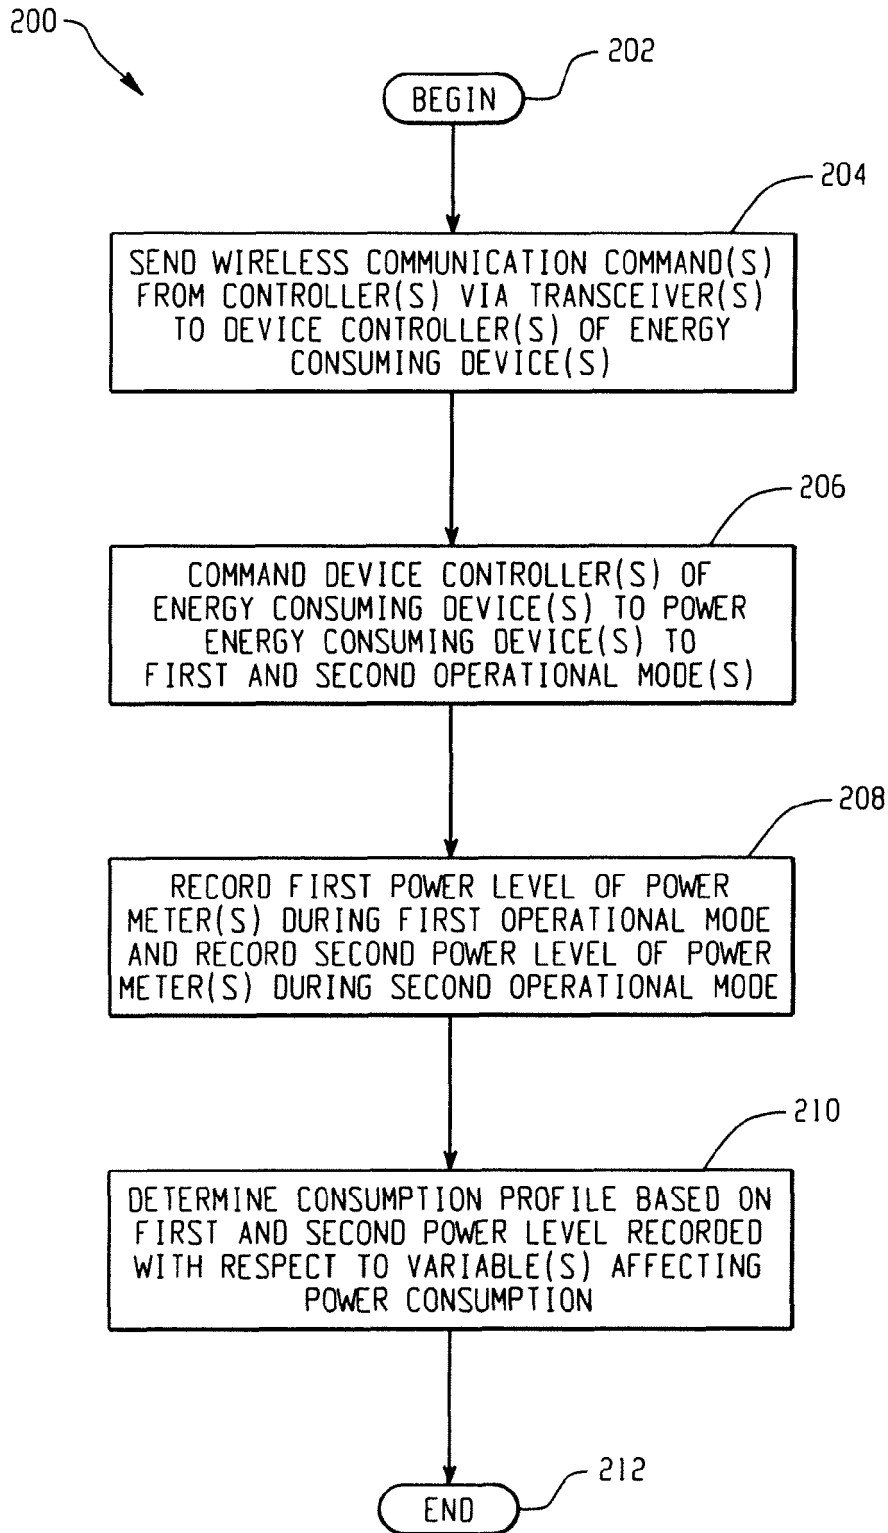 200
202
BEGIN
204
SEND WIRELESS COMMUNICATION COMMAND(S)
FROM CONTROLLER(S) VIA TRANSCEIVER(S)
TO DEVICE CONTROLLER(S) OF ENERGY
CONSUMING DEVICE(S)
206
COMMAND DEVICE CONTROLLER(S) OF
ENERGY CONSUMING DEVICE(S) TO POWER
ENERGY CONSUMING DEVICE(S) TO
FIRST AND SECOND OPERATIONAL MODE(S)
208
RECORD FIRST POWER LEVEL OF POWER
METER(S) DURING FIRST OPERATIONAL MODE
AND RECORD SECOND POWER LEVEL OF POWER
METER(S) DURING SECOND OPERATIONAL MODE
210
DETERMINE CONSUMPTION PROFILE BASED ON
FIRST AND SECOND POWER LEVEL RECORDED
WITH RESPECT TO VARIABLE(S) AFFECTING
POWER CONSUMPTION
212
END